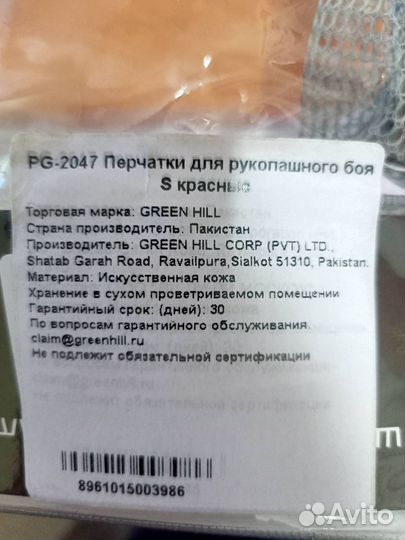 PG-2047 Перчатки для рукопашного боя
S красные
Торговая марка: GREEN HILL
Страна производитель: Пакистан
Производитель: GREEN HILL CORP (PVT) LTD.,
Shatab Garah Road, Ravailpura,Sialkot 51310, Pakistan.
Материал: Искусственная кожа
Хранение в сухом проветриваемом помещении
Гарантийный срок: (дней): 30
По вопросам гарантийного обслуживания.
claim@greenhill.ru
Не подлежит обязательной сертификации
8961015003986
Avito